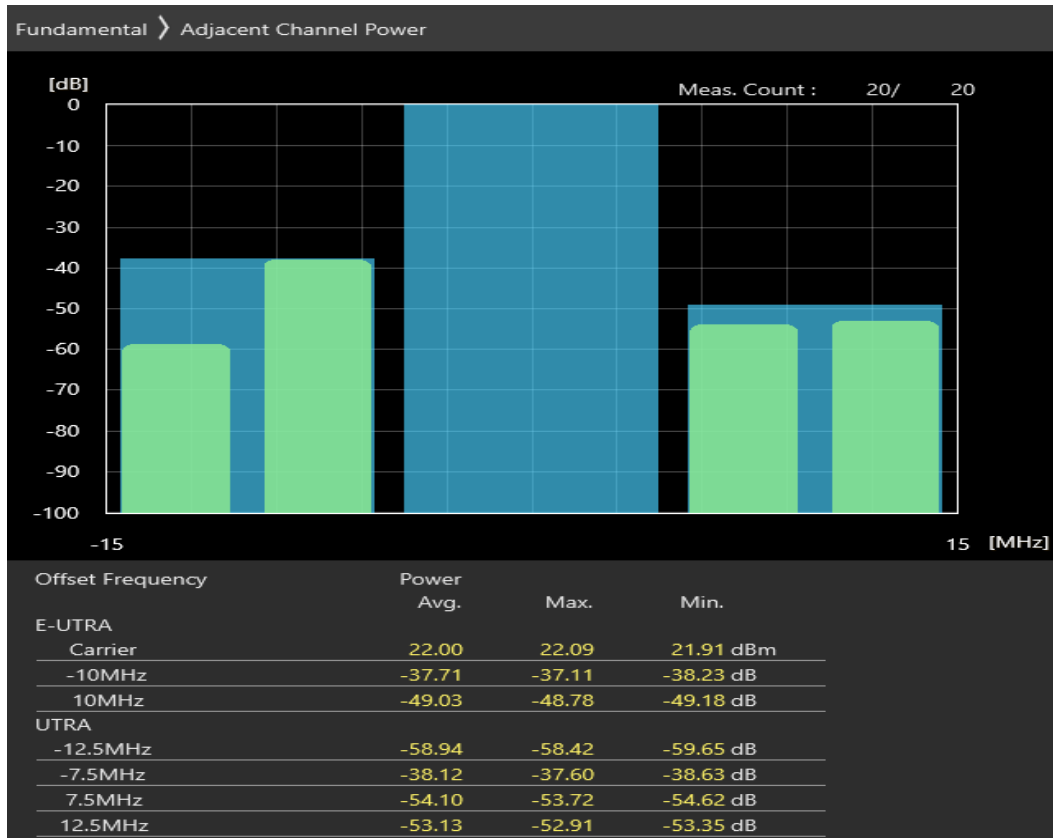 Fundamental ❭ Adjacent Channel Power
[dB]
Meas. Count : 20/ 20
0
-10
-20
-30
-40
-50
-60
-70
-80
-90
-100
-15 15 [MHz]
Offset Frequency Power
Avg. Max. Min.
E-UTRA
Carrier 22.00 22.09 21.91 dBm
-10MHz -37.71 -37.11 -38.23 dB
10MHz -49.03 -48.78 -49.18 dB
UTRA
-12.5MHz -58.94 -58.42 -59.65 dB
-7.5MHz -38.12 -37.60 -38.63 dB
7.5MHz -54.10 -53.72 -54.62 dB
12.5MHz -53.13 -52.91 -53.35 dB